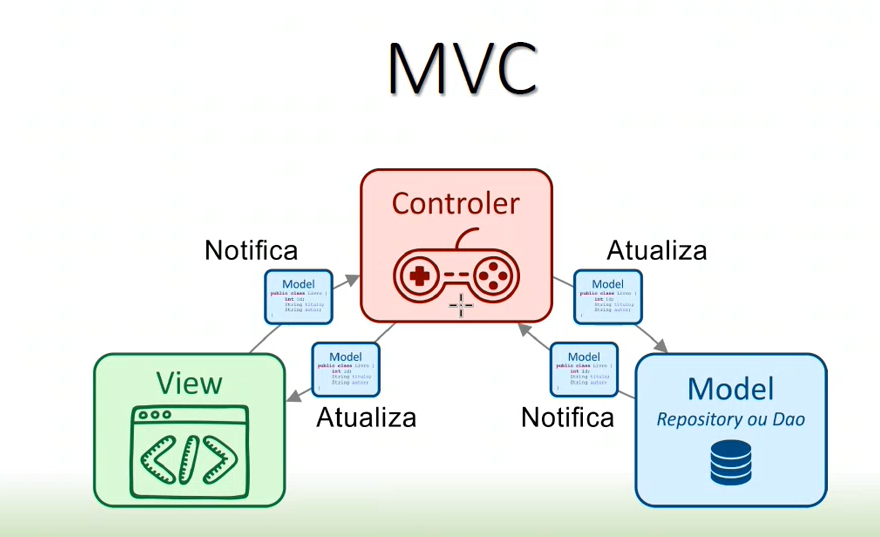 MVC
Controler
Notifica
Atualiza
Model
public class Livro {
int id;
String titulo;
String autor;
}
Model
public class Livro {
int id;
String titulo;
String autor;
}
Model
public class Livro {
int id;
String titulo;
String autor;
}
Model
public class Livro {
int id;
String titulo;
String autor;
}
View
Atualiza
Notifica
Model
Repository ou Dao